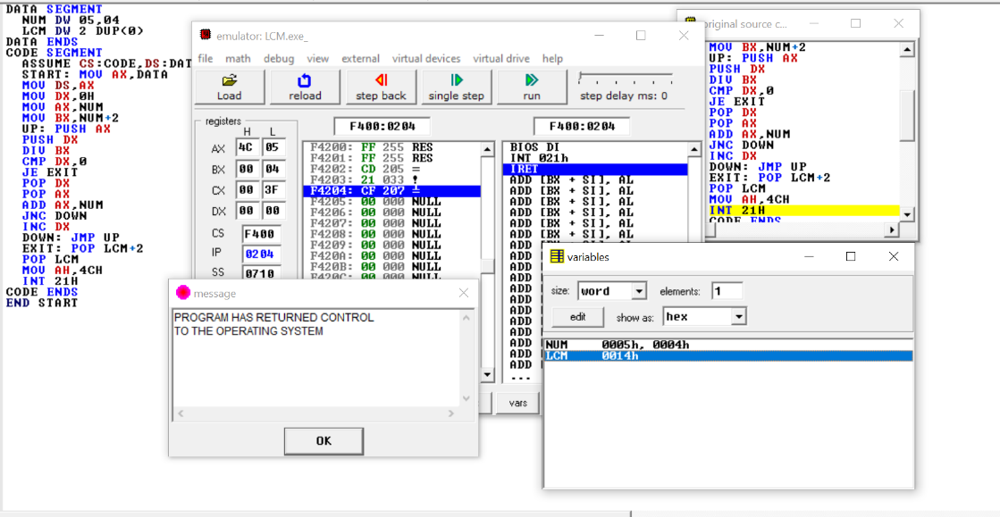 DATA SEGMENT
NUM DW 05,04
LCM DW 2 DUP(0)
DATA ENDS
CODE SEGMENT
ASSUME CS:CODE,DS:DAT
START: MOV AX,DATA
MOV DS,AX
MOV DX,0H
MOV AX,NUM
MOV BX,NUM+2
UP: PUSH AX
PUSH DX
DIV BX
CMP DX,0
JE EXIT
POP DX
POP AX
ADD AX,NUM
JNC DOWN
INC DX
DOWN: JMP UP
EXIT: POP LCM+2
POP LCM
MOV AH,4CH
INT 21H
CODE ENDS
END START
emulator: LCM.exe_
file math debug view external virtual devices virtual drive help
Load reload step back single step run step delay ms: 0
registers F400:0204 F400:0204
H L
AX 4C 05
BX 00 04
CX 00 3F
DX 00 00
CS F400
IP 0204
SS 0710
F4200: FF 255 RES
F4201: FF 255 RES
F4202: CD 205 =
F4203: 21 033 !
F4204: CF 207 ╧
F4205: 00 000 NULL
F4206: 00 000 NULL
F4207: 00 000 NULL
F4208: 00 000 NULL
F4209: 00 000 NULL
F420A: 00 000 NULL
F420B: 00 000 NULL
F420C: 00 000 NULL
BIOS DI
INT 021h
IRET
ADD [BX + SI], AL
ADD [BX + SI], AL
ADD [BX + SI], AL
ADD [BX + SI], AL
ADD [BX + SI], AL
ADD [BX + SI], AL
ADD
ADD
ADD
ADD
ADD
ADD
ADD
ADD
ADD
ADD
ADD
...
vars
original source c...
MOV BX,NUM+2
UP: PUSH AX
PUSH DX
DIV BX
CMP DX,0
JE EXIT
POP DX
POP AX
ADD AX,NUM
JNC DOWN
INC DX
DOWN: JMP UP
EXIT: POP LCM+2
POP LCM
MOV AH,4CH
INT 21H
CODE ENDS
variables
size: word elements: 1
edit show as: hex
NUM 0005h, 0004h
LCM 0014h
message
PROGRAM HAS RETURNED CONTROL
TO THE OPERATING SYSTEM
OK